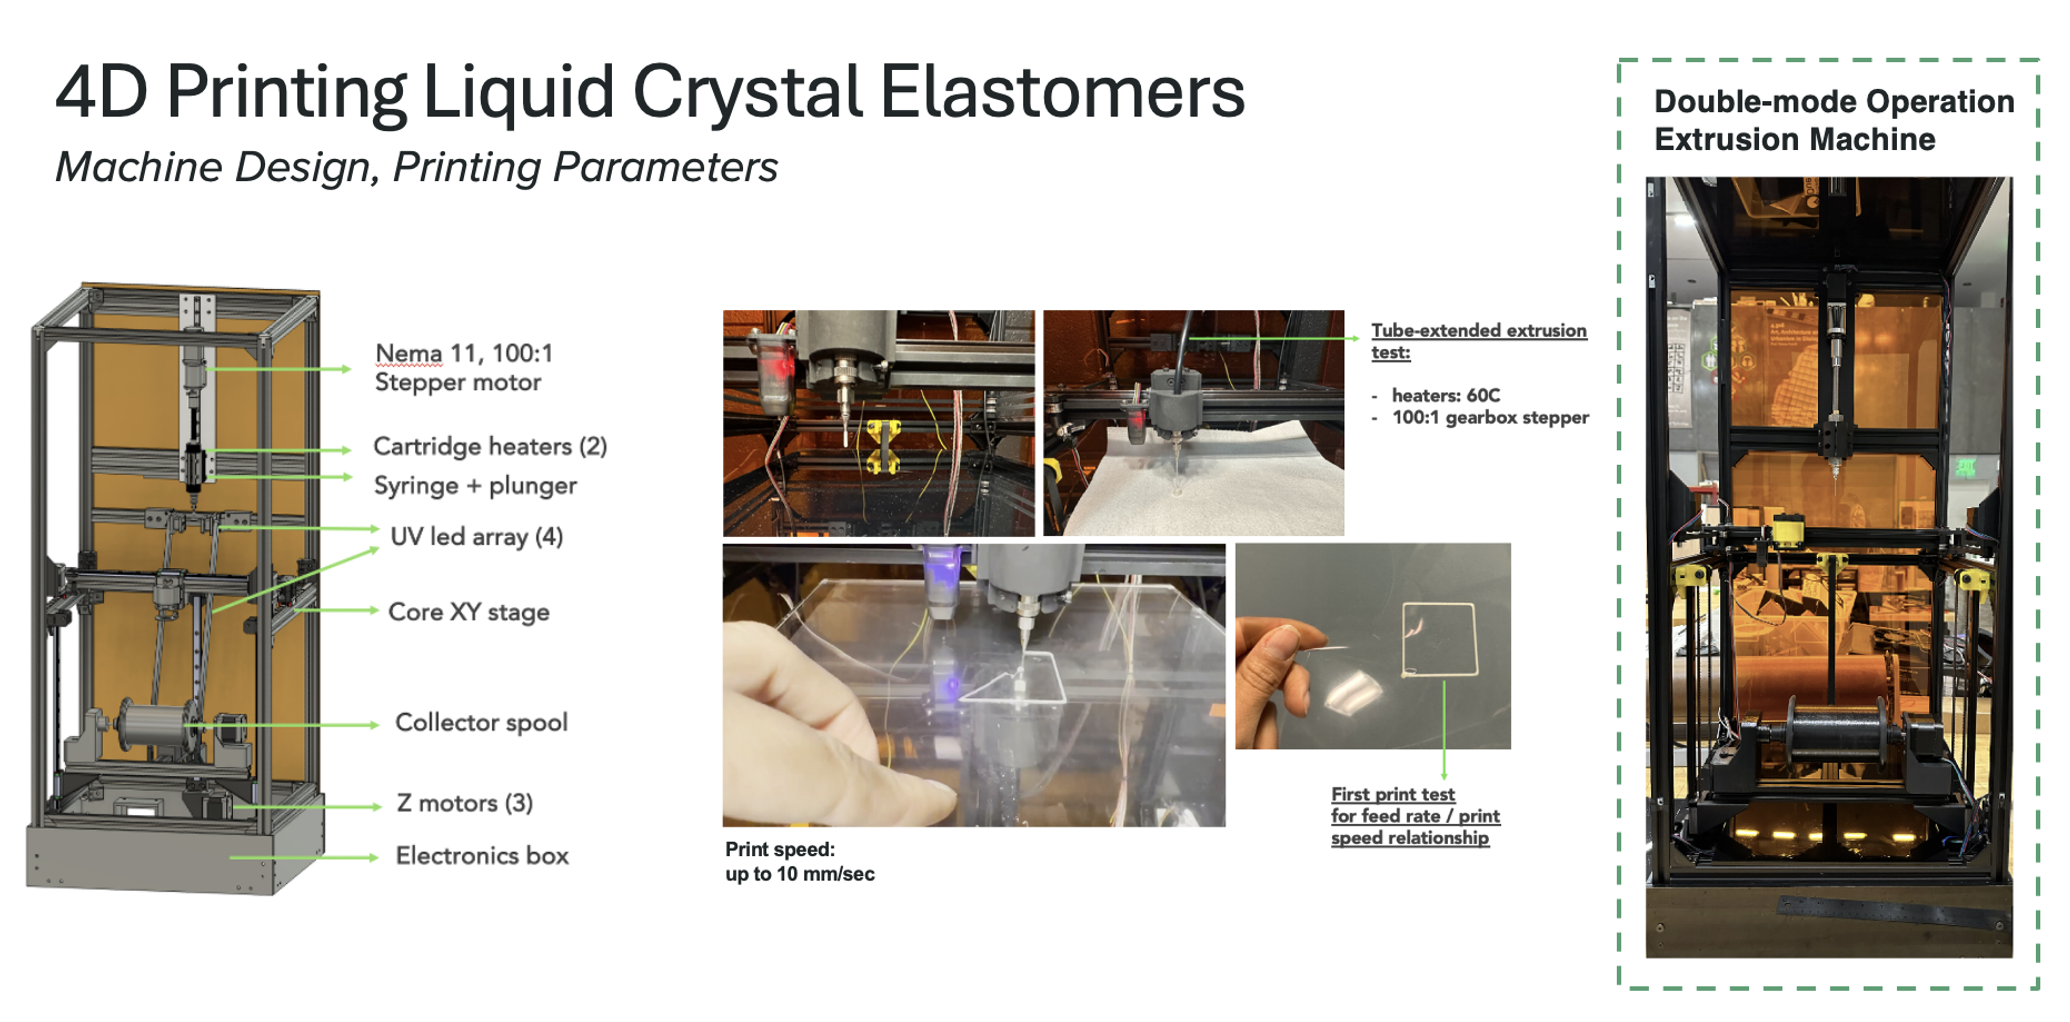 4D Printing Liquid Crystal Elastomers
Machine Design, Printing Parameters
Nema 11, 100:1
Stepper motor
Cartridge heaters (2)
Syringe + plunger
UV led array (4)
Core XY stage
Collector spool
Z motors (3)
Electronics box
Tube-extended extrusion
test:
- heaters: 60C
- 100:1 gearbox stepper
Print speed:
up to 10 mm/sec
First print test
for feed rate / print
speed relationship
Double-mode Operation
Extrusion Machine
EXIT